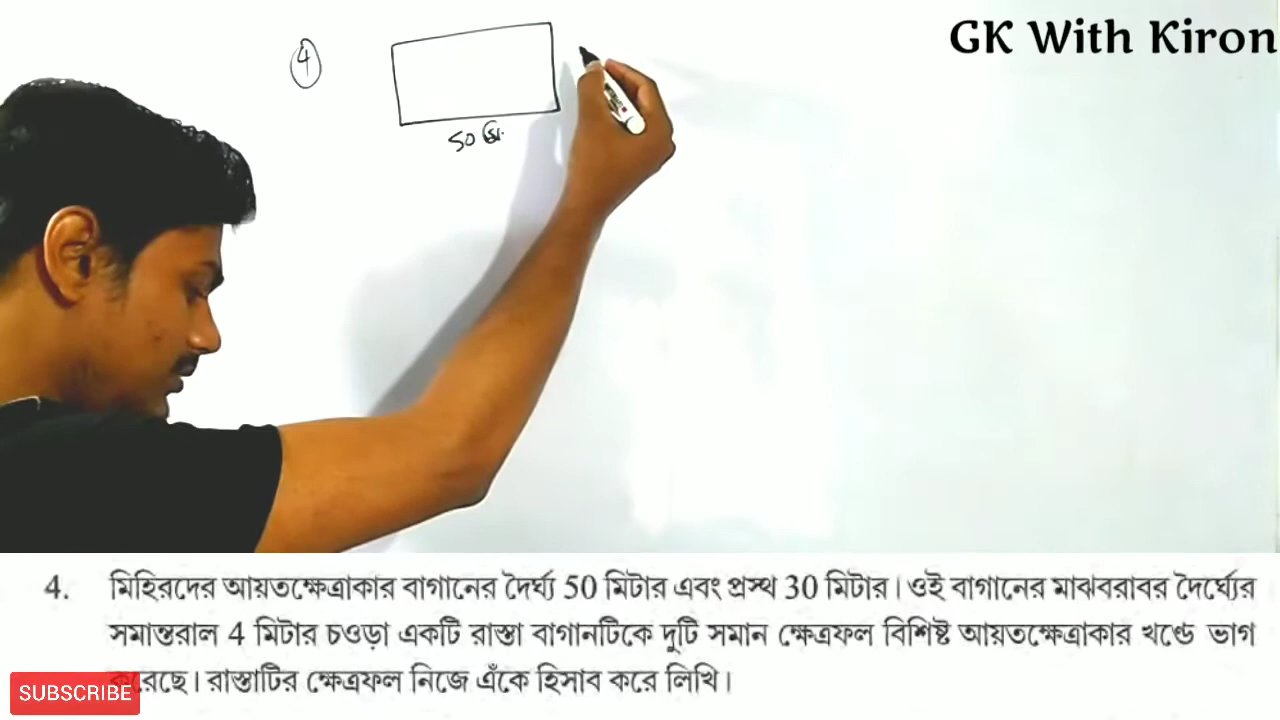 GK With Kiron
4
50 মি.
4. মিহিরদের আয়তক্ষেত্রাকার বাগানের দৈর্ঘ্য 50 মিটার এবং প্রস্থ 30 মিটার। ওই বাগানের মাঝবরাবর দৈর্ঘ্যের
সমান্তরাল 4 মিটার চওড়া একটি রাস্তা বাগানটিকে দুটি সমান ক্ষেত্রফল বিশিষ্ট আয়তক্ষেত্রাকার খণ্ডে ভাগ
করেছে। রাস্তাটির ক্ষেত্রফল নিজে এঁকে হিসাব করে লিখি।
SUBSCRIBE